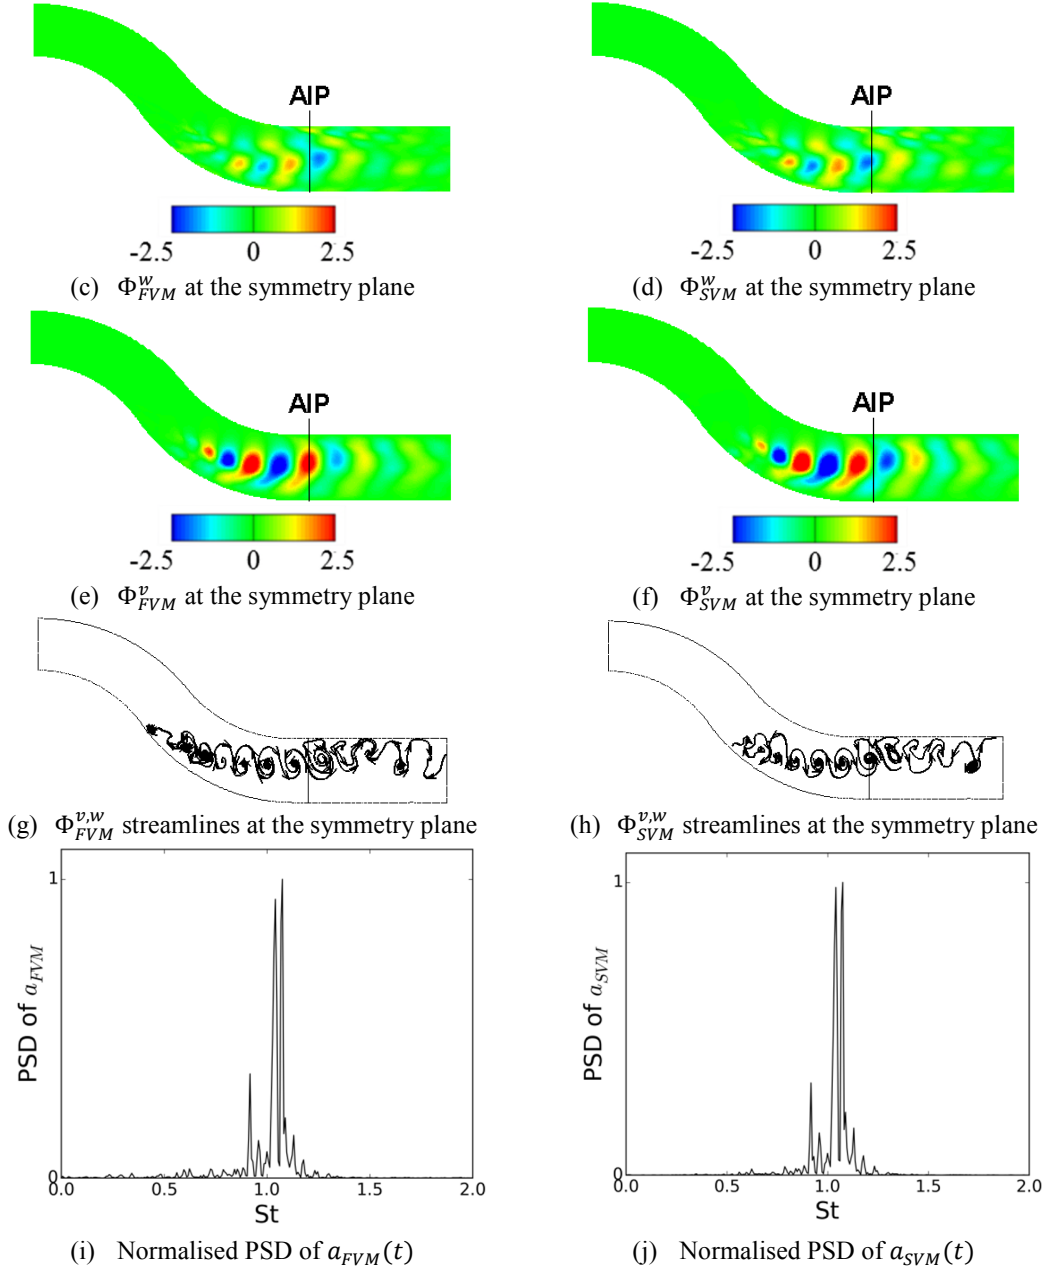 AIP
AIP
-2.5 0 2.5
-2.5 0 2.5
(c) Φ^w_FVM at the symmetry plane
(d) Φ^w_SVM at the symmetry plane
AIP
AIP
-2.5 0 2.5
-2.5 0 2.5
(e) Φ^v_FVM at the symmetry plane
(f) Φ^v_SVM at the symmetry plane
(g) Φ^v,w_FVM streamlines at the symmetry plane
(h) Φ^v,w_SVM streamlines at the symmetry plane
1
PSD of a_FVM
0
0.0 0.5 1.0 1.5 2.0
St
1
PSD of a_SVM
0
0.0 0.5 1.0 1.5 2.0
St
(i) Normalised PSD of a_FVM(t)
(j) Normalised PSD of a_SVM(t)